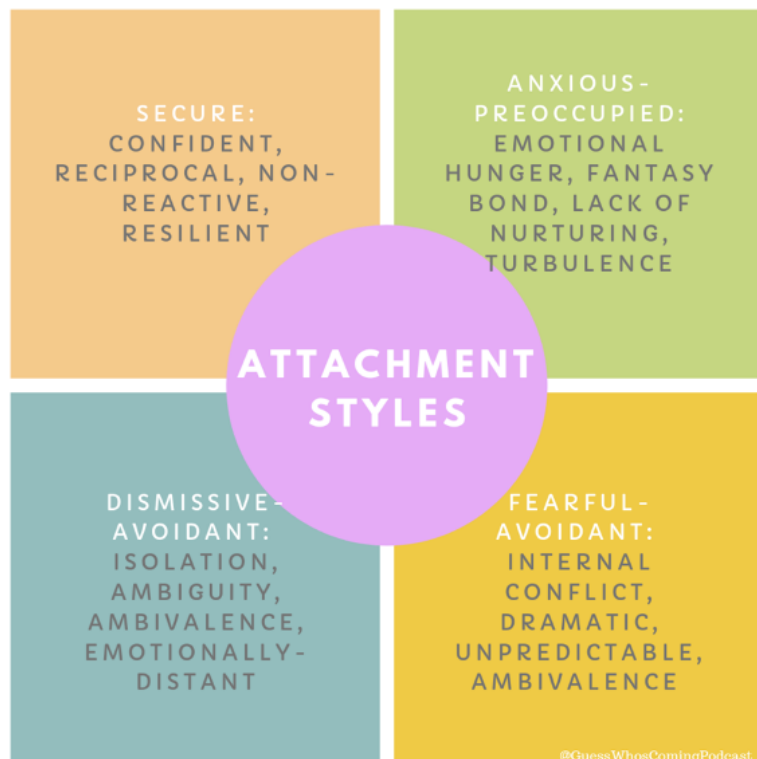 SECURE:
CONFIDENT,
RECIPROCAL, NON-
REACTIVE,
RESILIENT
ANXIOUS-
PREOCCUPIED:
EMOTIONAL
HUNGER, FANTASY
BOND, LACK OF
NURTURING,
TURBULENCE
ATTACHMENT
STYLES
DISMISSIVE-
AVOIDANT:
ISOLATION,
AMBIGUITY,
AMBIVALENCE,
EMOTIONALLY-
DISTANT
FEARFUL-
AVOIDANT:
INTERNAL
CONFLICT,
DRAMATIC,
UNPREDICTABLE,
AMBIVALENCE
@GuessWhosComingPodcast